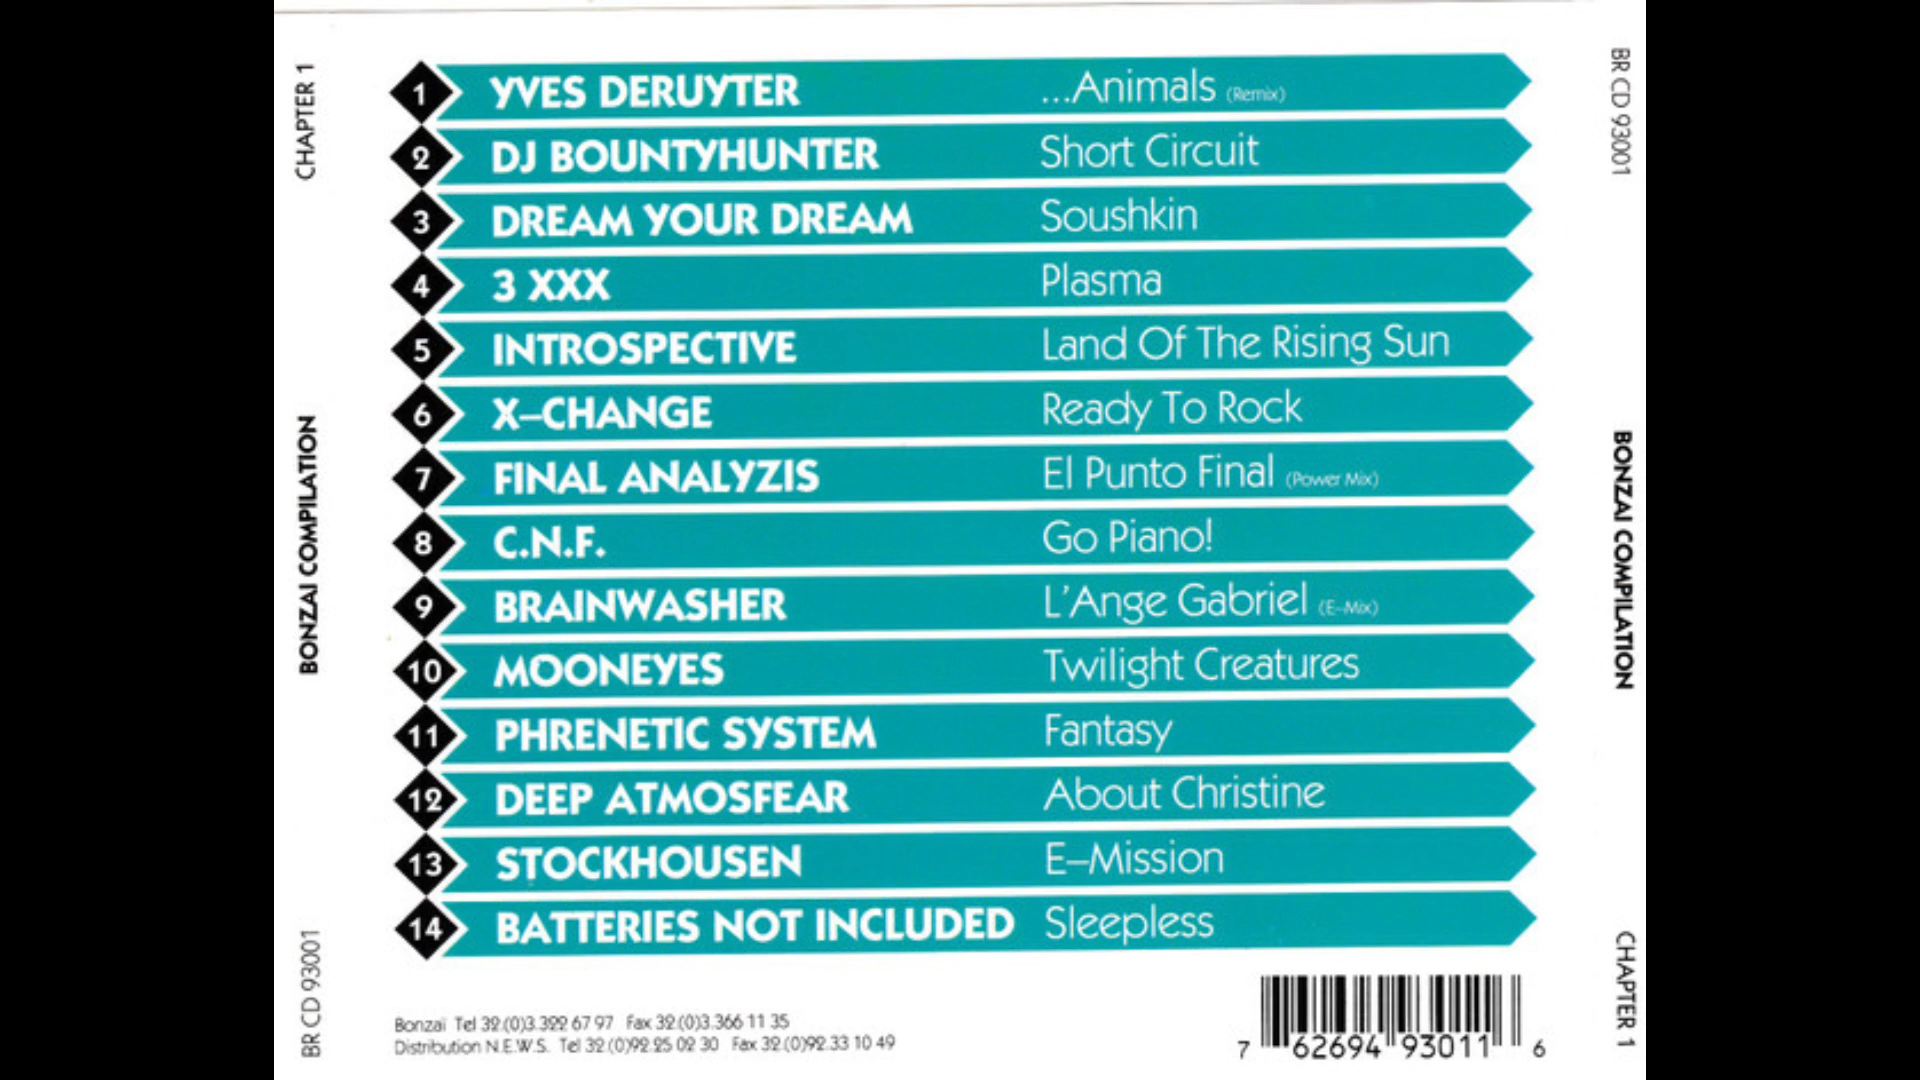 CHAPTER 1
BONZAI COMPILATION
BR CD 93001
1 YVES DERUYTER ...Animals (Remix)
2 DJ BOUNTYHUNTER Short Circuit
3 DREAM YOUR DREAM Soushkin
4 3 XXX Plasma
5 INTROSPECTIVE Land Of The Rising Sun
6 X–CHANGE Ready To Rock
7 FINAL ANALYZIS El Punto Final (Power Mix)
8 C.N.F. Go Piano!
9 BRAINWASHER L'Ange Gabriel (E–Mix)
10 MOONEYES Twilight Creatures
11 PHRENETIC SYSTEM Fantasy
12 DEEP ATMOSFEAR About Christine
13 STOCKHOUSEN E–Mission
14 BATTERIES NOT INCLUDED Sleepless
Bonzai Tel 32.(0)3.322 67 97 Fax 32.(0)3.366 11 35
Distribution N.E.W.S. Tel 32.(0)92.25 02 30 Fax 32.(0)92.33 10 49
7 62694 93011 6
BR CD 93001
BONZAI COMPILATION
CHAPTER 1